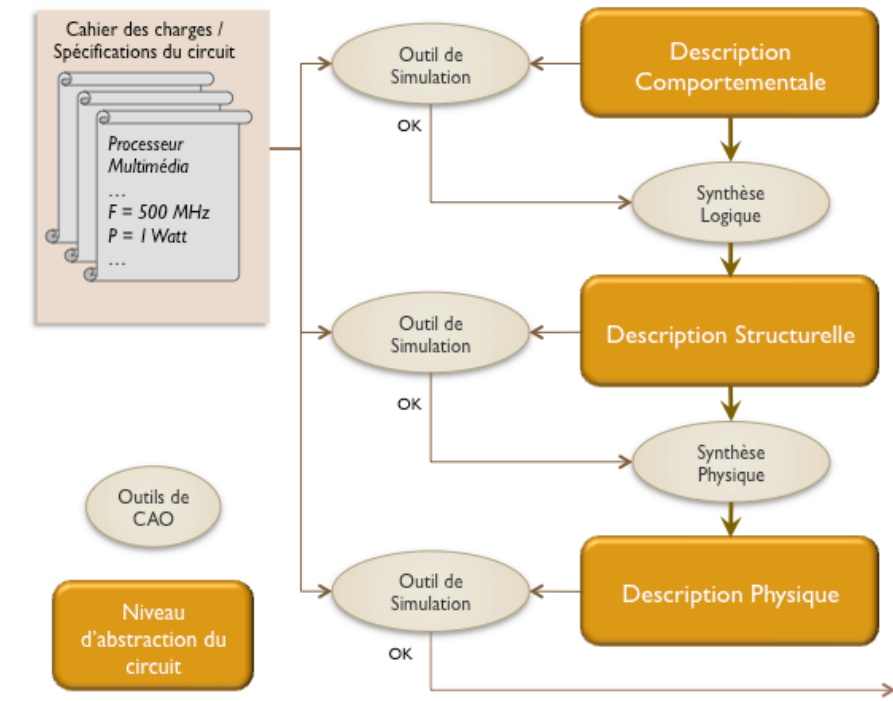 Cahier des charges /
Spécifications du circuit
Processeur
Multimédia
…
F = 500 MHz
P = 1 Watt
…
Outil de
Simulation
OK
Description
Comportementale
Synthèse
Logique
Outil de
Simulation
OK
Description Structurelle
Synthèse
Physique
Outils de
CAO
Outil de
Simulation
OK
Description Physique
Niveau
d'abstraction du
circuit